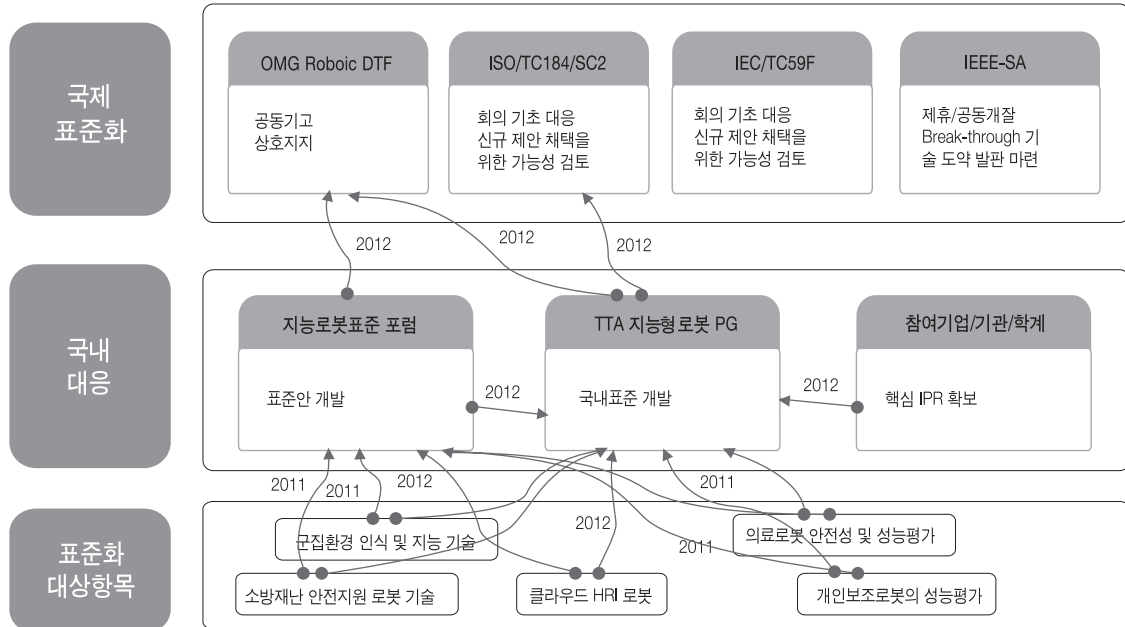 국제
표준화
OMG Roboic DTF
공동기고
상호지지
ISO/TC184/SC2
회의 기초 대응
신규 제안 채택을
위한 가능성 검토
IEC/TC59F
회의 기초 대응
신규 제안 채택을
위한 가능성 검토
IEEE-SA
제휴/공동개잘
Break-through 기
술 도약 발판 마련
2012
2012
2012
국내
대응
지능로봇표준 포럼
표준안 개발
2012
TTA 지능형로봇 PG
국내표준 개발
2012
참여기업/기관/학계
핵심 IPR 확보
2011
2011
2012
2011
2012
2011
표준화
대상항목
군집환경 인식 및 지능 기술
의료로봇 안전성 및 성능평가
소방재난 안전지원 로봇 기술
클라우드 HRI 로봇
개인보조로봇의 성능평가